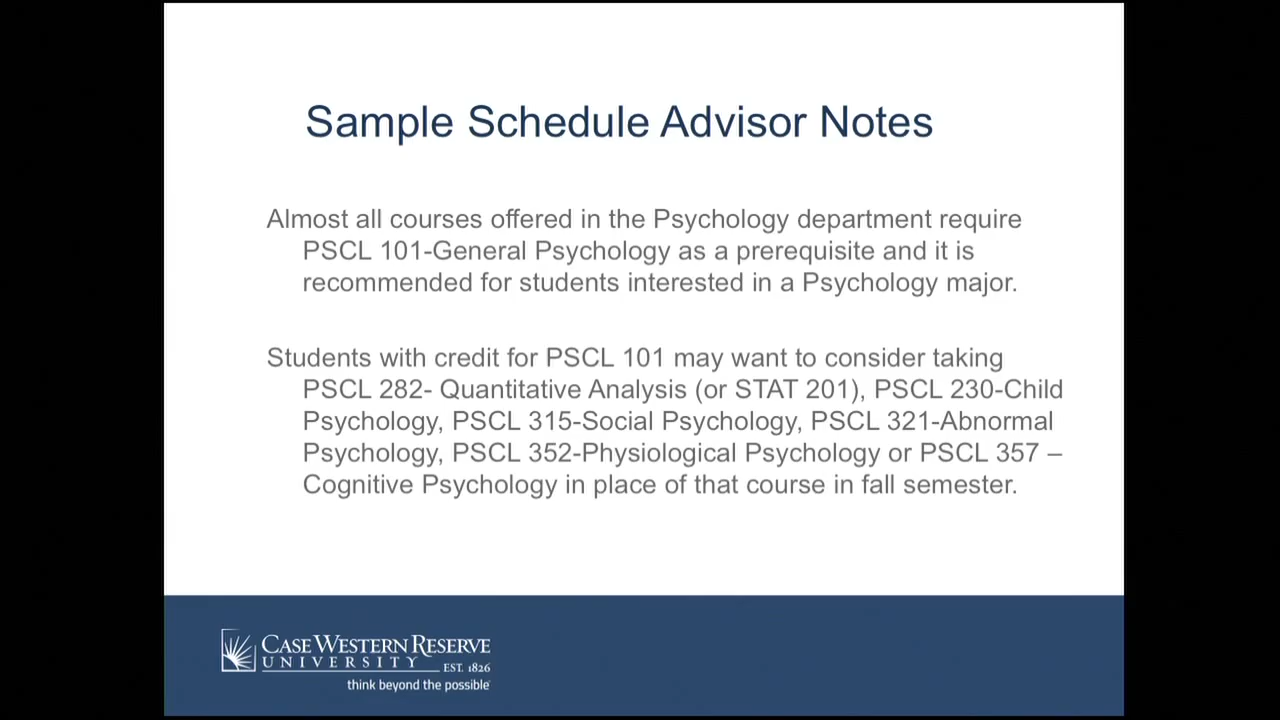 Sample Schedule Advisor Notes
Almost all courses offered in the Psychology department require
PSCL 101-General Psychology as a prerequisite and it is
recommended for students interested in a Psychology major.
Students with credit for PSCL 101 may want to consider taking
PSCL 282- Quantitative Analysis (or STAT 201), PSCL 230-Child
Psychology, PSCL 315-Social Psychology, PSCL 321-Abnormal
Psychology, PSCL 352-Physiological Psychology or PSCL 357 –
Cognitive Psychology in place of that course in fall semester.
CASE WESTERN RESERVE
UNIVERSITY EST. 1826
think beyond the possible